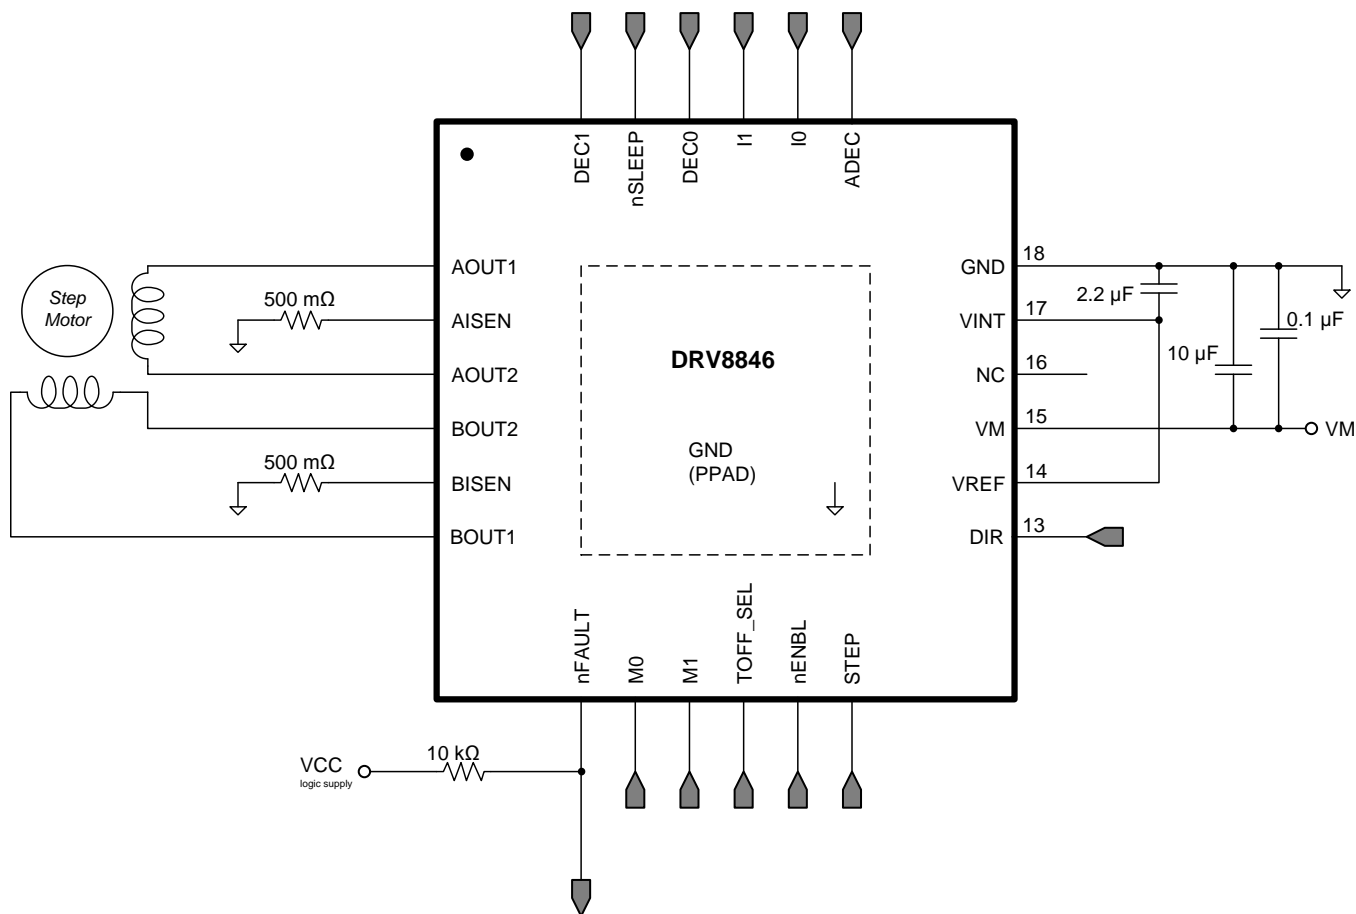 DEC1
nSLEEP
DEC0
I1
I0
ADEC
AOUT1
AISEN
AOUT2
BOUT2
BISEN
BOUT1
Step
Motor
500 mΩ
500 mΩ
DRV8846
GND
(PPAD)
GND
18
VINT
17
NC
16
VM
15
VREF
14
DIR
13
2.2 µF
10 µF
0.1 µF
VM
nFAULT
M0
M1
TOFF_SEL
nENBL
STEP
VCC
logic supply
10 kΩ